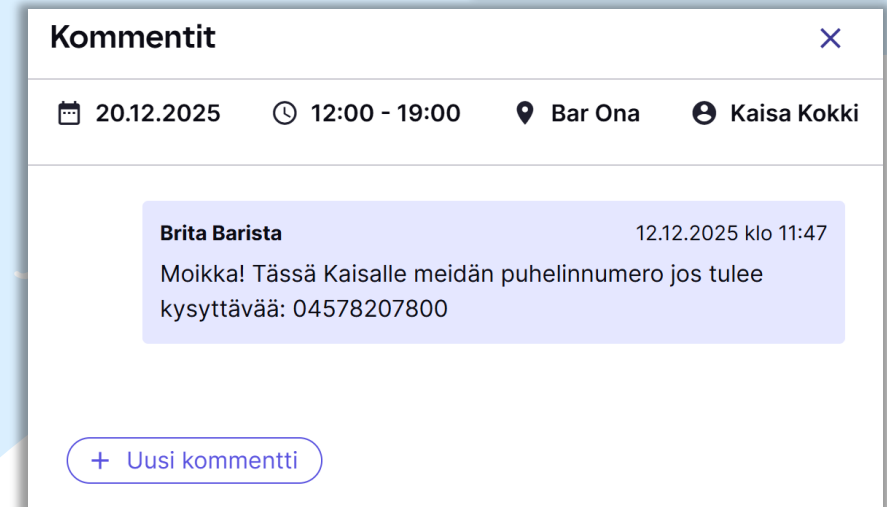 Kommentit
20.12.2025 12:00 - 19:00 Bar Ona Kaisa Kokki
Brita Barista 12.12.2025 klo 11:47
Moikka! Tässä Kaisalle meidän puhelinnumero jos tulee
kysyttävää: 04578207800
+ Uusi kommentti